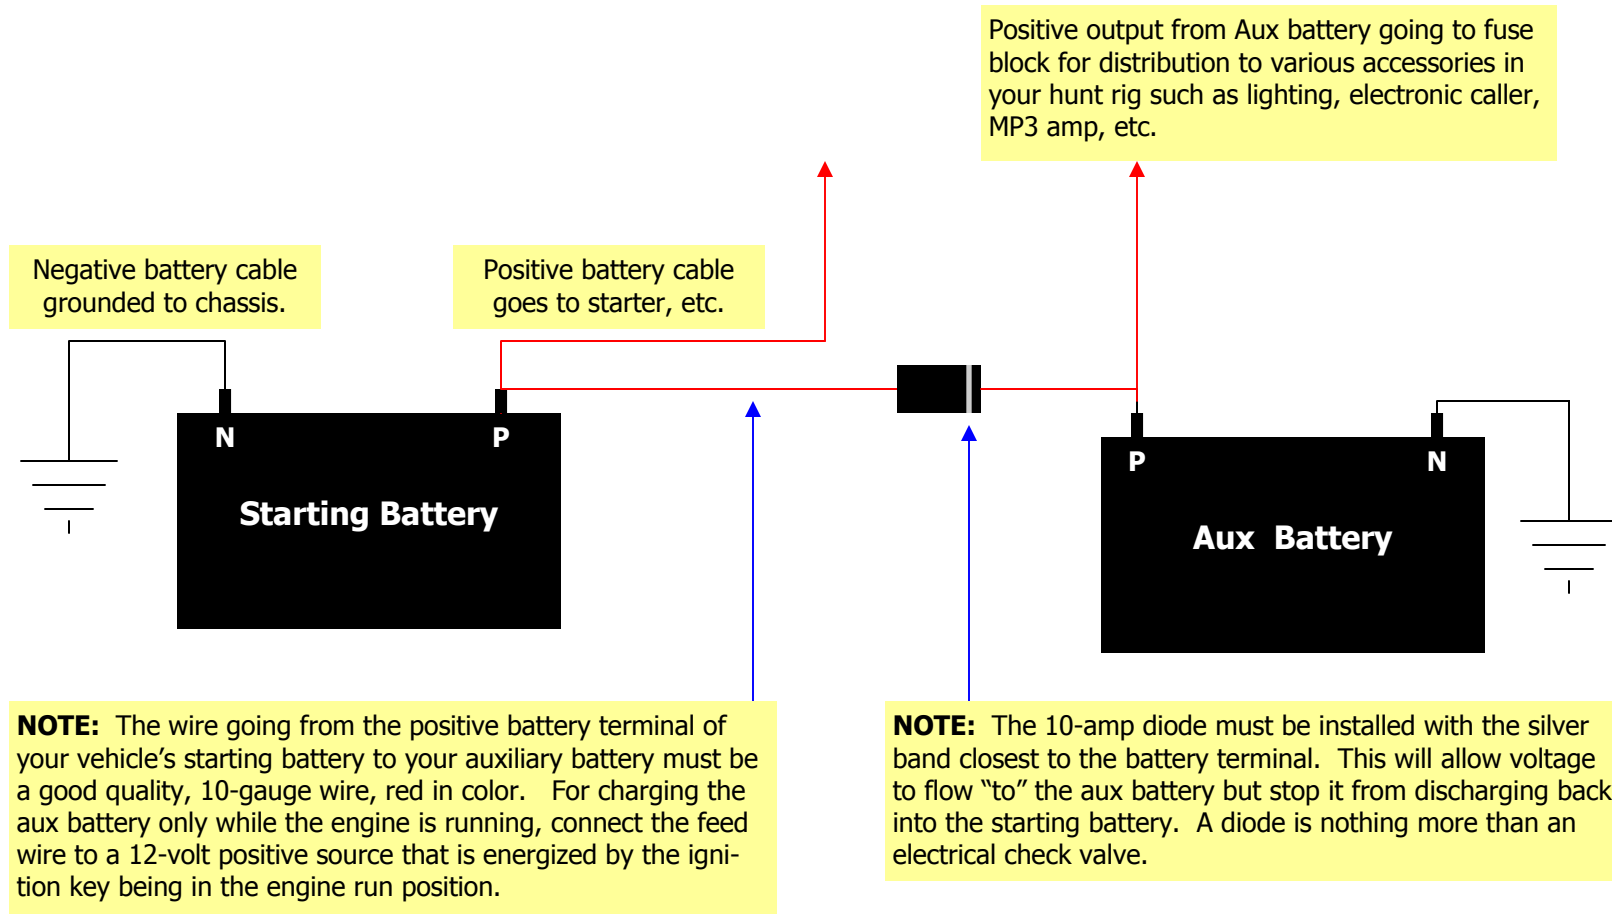 Positive output from Aux battery going to fuse
block for distribution to various accessories in
your hunt rig such as lighting, electronic caller,
MP3 amp, etc.
Negative battery cable
grounded to chassis.
Positive battery cable
goes to starter, etc.
N
P
Starting Battery
P
N
Aux  Battery
NOTE:  The wire going from the positive battery terminal of
your vehicle’s starting battery to your auxiliary battery must be
a good quality, 10-gauge wire, red in color.   For charging the
aux battery only while the engine is running, connect the feed
wire to a 12-volt positive source that is energized by the igni-
tion key being in the engine run position.
NOTE:  The 10-amp diode must be installed with the silver
band closest to the battery terminal.  This will allow voltage
to flow “to” the aux battery but stop it from discharging back
into the starting battery.  A diode is nothing more than an
electrical check valve.